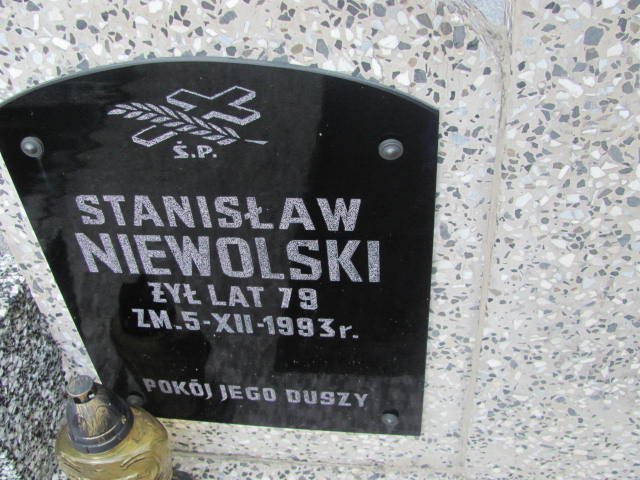 Ś.P.
STANISŁAW
NIEWOLSKI
ŻYŁ LAT 79
ZM.5-XII-1993r.
POKÓJ JEGO DUSZY